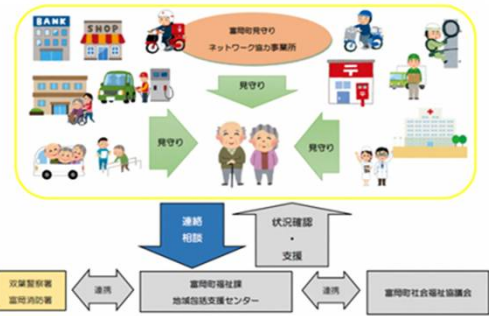 BANK
SHOP
富岡町見守り
ネットワーク協力事業所
見守り
見守り
見守り
連絡
相談
状況確認
・
支援
双葉警察署
富岡消防署
連携
富岡町福祉課
地域包括支援センター
連携
富岡町社会福祉協議会